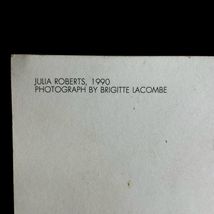 JULIA ROBERTS, 1990
PHOTOGRAPH BY BRIGITTE LACOMBE